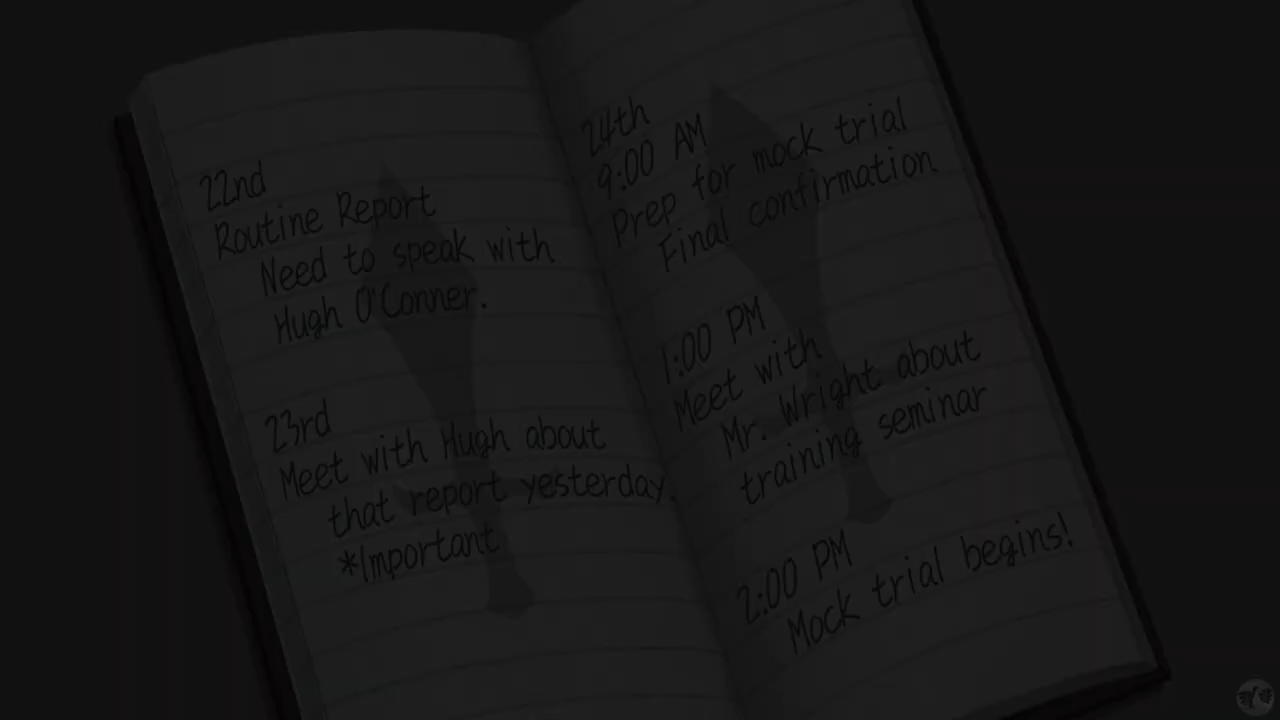 22nd
Routine Report
Need to speak with
Hugh O'Conner.
23rd
Meet with Hugh about
that report yesterday.
*Important
24th
9:00 AM
Prep for mock trial
Final confirmation
1:00 PM
Meet with
Mr. Wright about
training seminar
2:00 PM
Mock trial begins!